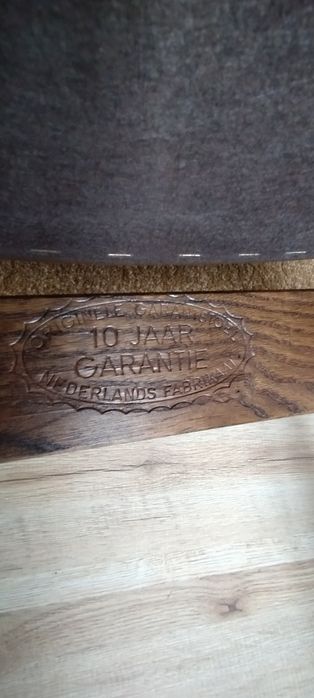 ORIGINELE
10 JAAR
GARANTIE
NEDERLANDS FABRIKAAT